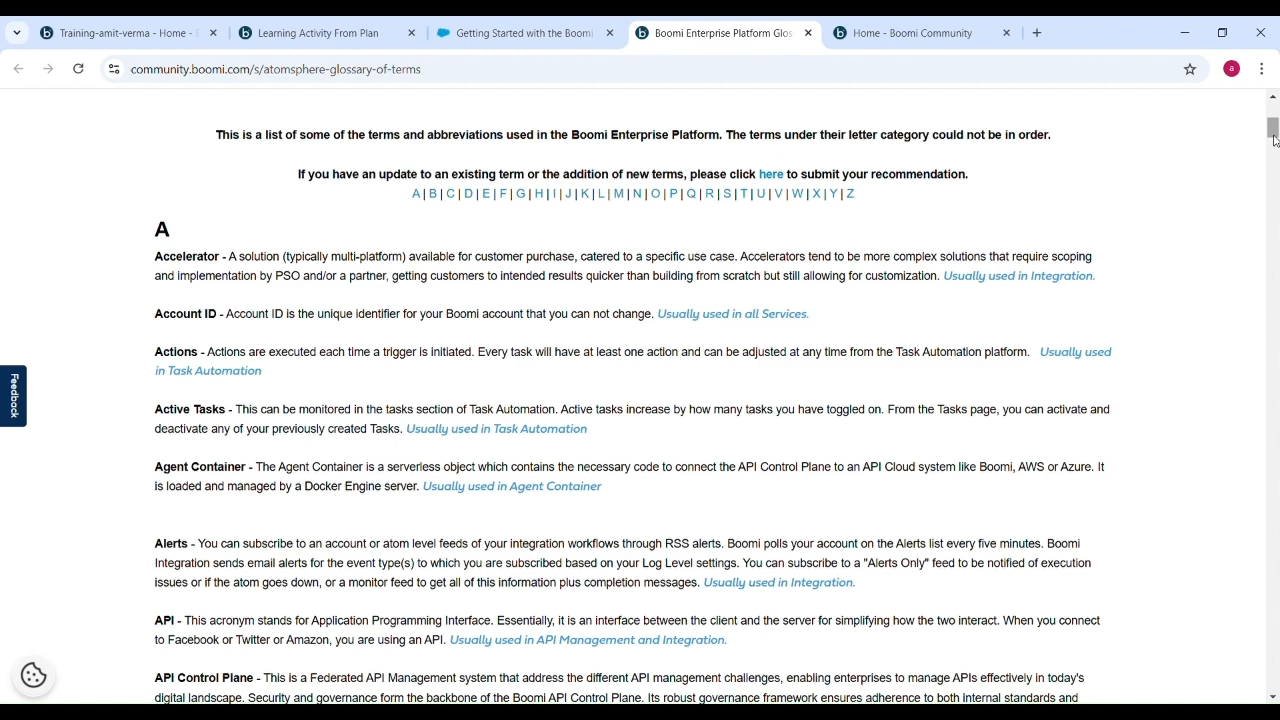 Training-amit-verma - Home -
Learning Activity From Plan
Getting Started with the Boomi
Boomi Enterprise Platform Glos
Home - Boomi Community
community.boomi.com/s/atomsphere-glossary-of-terms
a
This is a list of some of the terms and abbreviations used in the Boomi Enterprise Platform. The terms under their letter category could not be in order.
If you have an update to an existing term or the addition of new terms, please click here to submit your recommendation.
A|B|C|D|E|F|G|H|I|J|K|L|M|N|O|P|Q|R|S|T|U|V|W|X|Y|Z
A
Accelerator - A solution (typically multi-platform) available for customer purchase, catered to a specific use case. Accelerators tend to be more complex solutions that require scoping
and implementation by PSO and/or a partner, getting customers to intended results quicker than building from scratch but still allowing for customization. Usually used in Integration.
Account ID - Account ID is the unique identifier for your Boomi account that you can not change. Usually used in all Services.
Actions - Actions are executed each time a trigger is initiated. Every task will have at least one action and can be adjusted at any time from the Task Automation platform. Usually used
in Task Automation
Active Tasks - This can be monitored in the tasks section of Task Automation. Active tasks increase by how many tasks you have toggled on. From the Tasks page, you can activate and
deactivate any of your previously created Tasks. Usually used in Task Automation
Agent Container - The Agent Container is a serverless object which contains the necessary code to connect the API Control Plane to an API Cloud system like Boomi, AWS or Azure. It
is loaded and managed by a Docker Engine server. Usually used in Agent Container
Feedback
Alerts - You can subscribe to an account or atom level feeds of your integration workflows through RSS alerts. Boomi polls your account on the Alerts list every five minutes. Boomi
Integration sends email alerts for the event type(s) to which you are subscribed based on your Log Level settings. You can subscribe to a "Alerts Only" feed to be notified of execution
issues or if the atom goes down, or a monitor feed to get all of this information plus completion messages. Usually used in Integration.
API - This acronym stands for Application Programming Interface. Essentially, it is an interface between the client and the server for simplifying how the two interact. When you connect
to Facebook or Twitter or Amazon, you are using an API. Usually used in API Management and Integration.
API Control Plane - This is a Federated API Management system that address the different API management challenges, enabling enterprises to manage APIs effectively in today's
digital landscape. Security and governance form the backbone of the Boomi API Control Plane. Its robust governance framework ensures adherence to both internal standards and